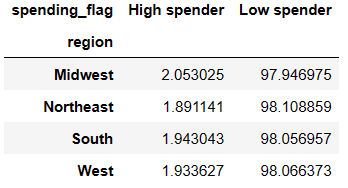 spending_flag High spender Low spender
region
Midwest 2.053025 97.946975
Northeast 1.891141 98.108859
South 1.943043 98.056957
West 1.933627 98.066373